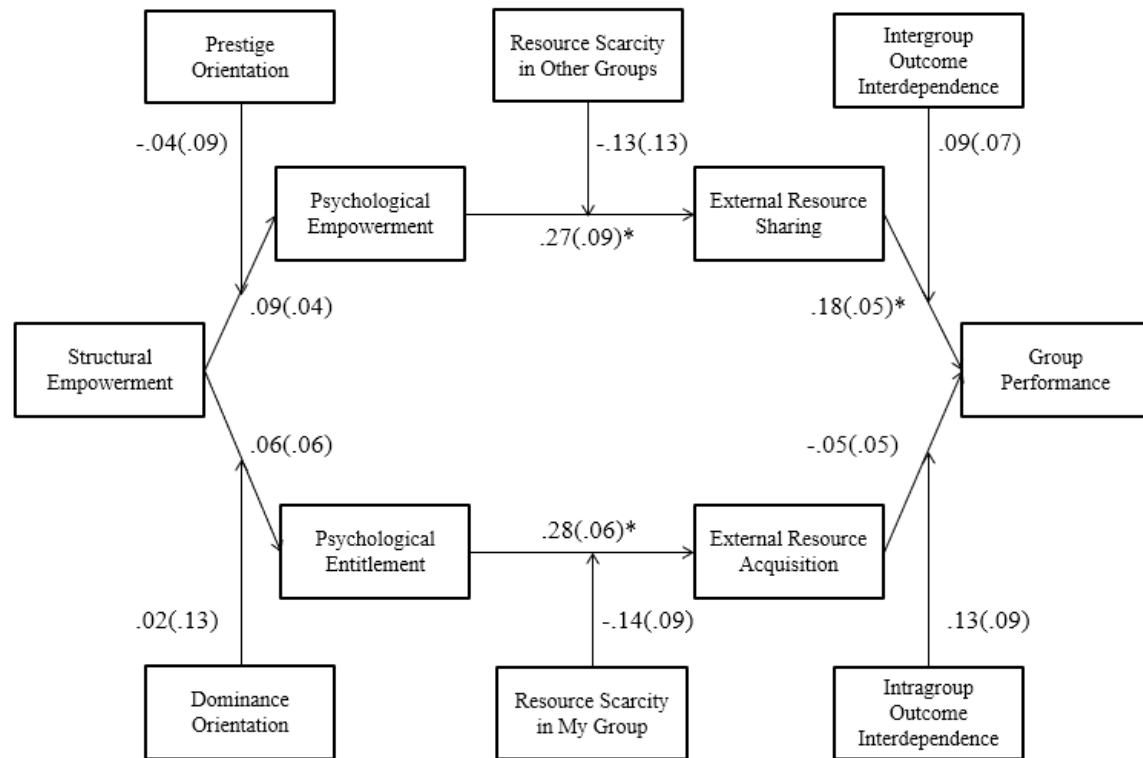 Prestige
Orientation
Resource Scarcity
in Other Groups
Intergroup
Outcome
Interdependence
-.04(.09)
-.13(.13)
.09(.07)
Psychological
Empowerment
External Resource
Sharing
.27(.09)*
.09(.04)
.18(.05)*
Structural
Empowerment
Group
Performance
.06(.06)
-.05(.05)
Psychological
Entitlement
.28(.06)*
External Resource
Acquisition
.02(.13)
-.14(.09)
.13(.09)
Dominance
Orientation
Resource Scarcity
in My Group
Intragroup
Outcome
Interdependence